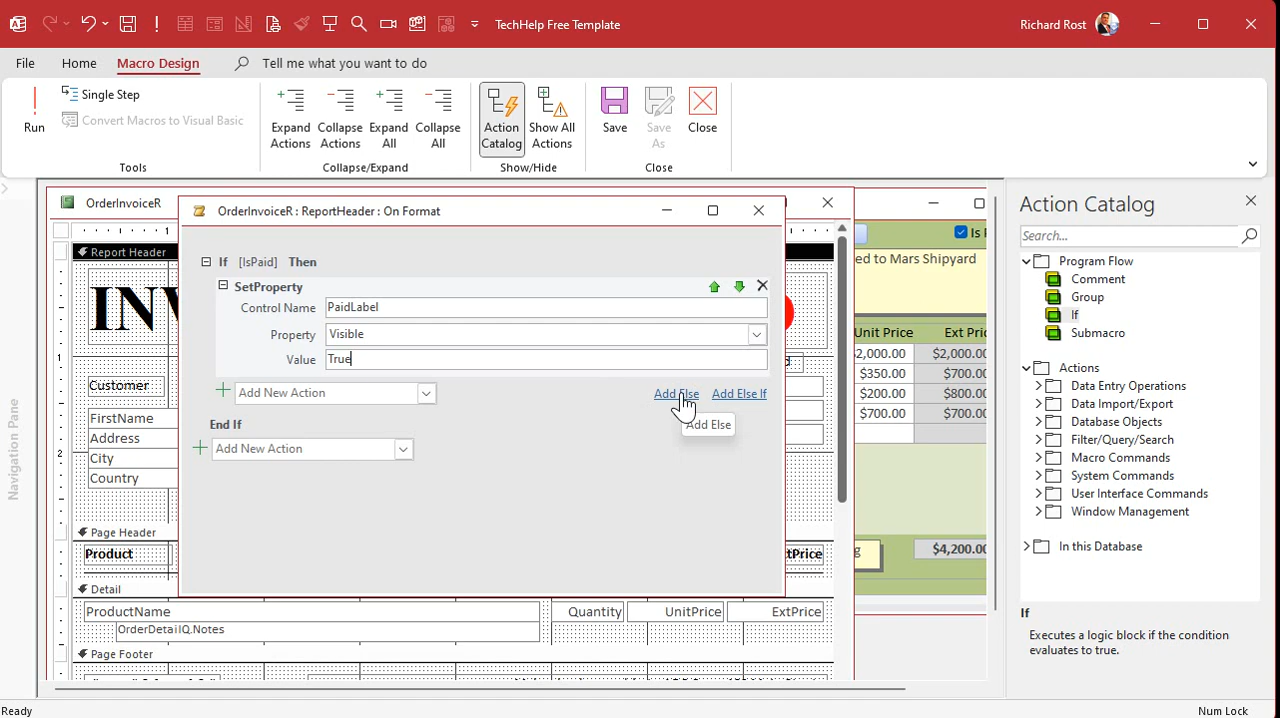 TechHelp Free Template
Richard Rost
File
Home
Macro Design
Tell me what you want to do
Run
Single Step
Convert Macros to Visual Basic
Tools
Expand Actions
Collapse Actions
Expand All
Collapse All
Collapse/Expand
Action Catalog
Show All Actions
Show/Hide
Save
Save As
Close
Close
Navigation Pane
OrderInvoiceR
Report Header
INV
Customer
FirstName
Address
City
Country
Page Header
Product
Detail
ProductName
Quantity
UnitPrice
ExtPrice
OrderDetailQ.Notes
Page Footer
OrderInvoiceR : ReportHeader : On Format
If [IsPaid] Then
SetProperty
Control Name PaidLabel
Property Visible
Value True
Add New Action
Add Else Add Else If
Add Else
End If
Add New Action
Is P
ed to Mars Shipyard
Unit Price Ext Pric
$2,000.00 $2,000.0
$350.00 $700.0
$200.00 $800.0
$700.00 $700.0
$4,200.0
Action Catalog
Search...
Program Flow
Comment
Group
If
Submacro
Actions
Data Entry Operations
Data Import/Export
Database Objects
Filter/Query/Search
Macro Commands
System Commands
User Interface Commands
Window Management
In this Database
If
Executes a logic block if the condition
evaluates to true.
Ready
Num Lock